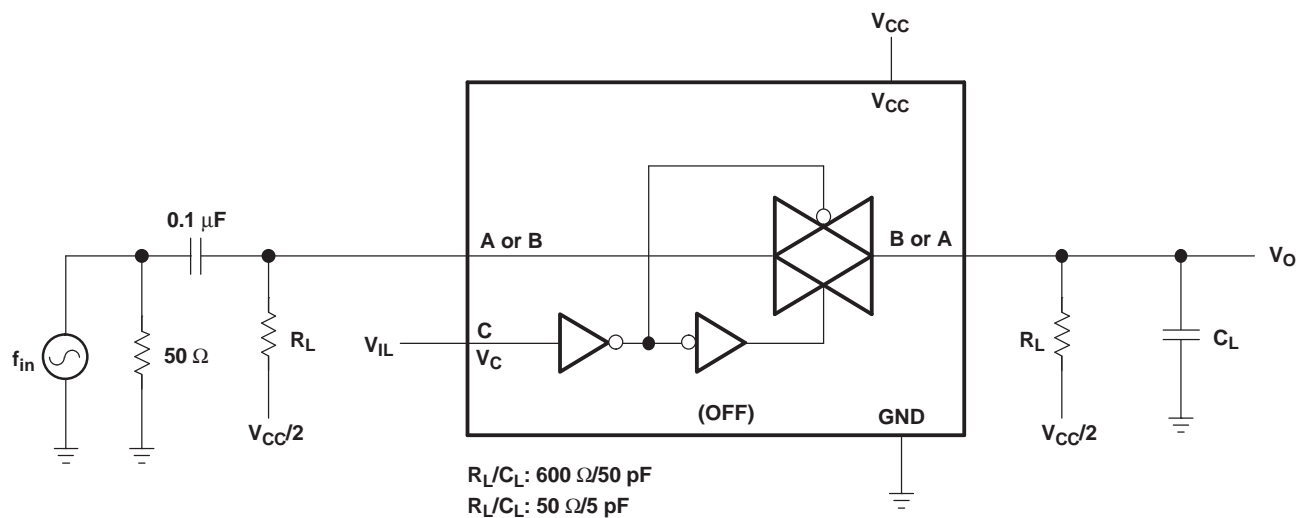 VCC
VCC
0.1 μF
A or B
B or A
VO
fin
50 Ω
RL
VIL
C
VC
RL
CL
(OFF)
GND
VCC/2
VCC/2
RL/CL: 600 Ω/50 pF
RL/CL: 50 Ω/5 pF